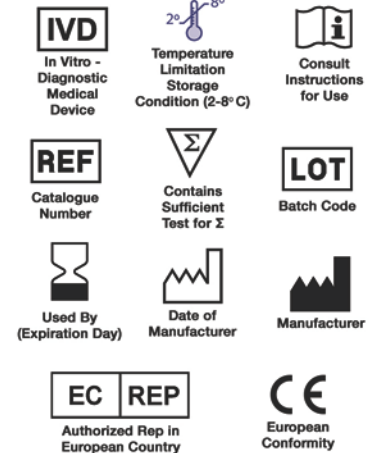 IVD
In Vitro -
Diagnostic
Medical
Device
2º 8º
Temperature
Limitation
Storage
Condition (2-8°C)
i
Consult
Instructions
for Use
REF
Catalogue
Number
Σ
Contains
Sufficient
Test for Σ
LOT
Batch Code
Used By
(Expiration Day)
Date of
Manufacturer
Manufacturer
EC REP
Authorized Rep in
European Country
CE
European
Conformity